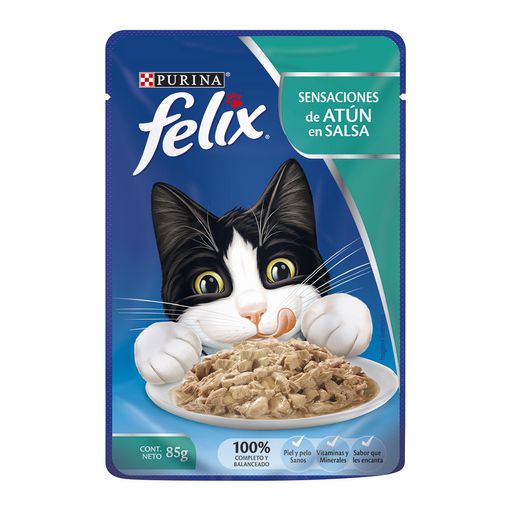 PURINA
felix
SENSACIONES
de ATÚN
en SALSA
CONT.
NETO 85g
100%
COMPLETO Y
BALANCEADO
Piel y pelo
Sanos
Vitaminas y
Minerales
Sabor que
les encanta